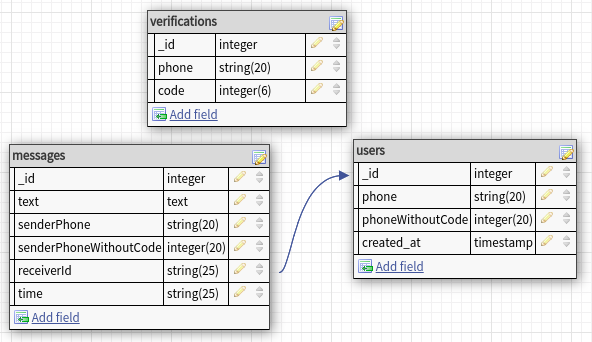 verifications
_id integer
phone string(20)
code integer(6)
Add field
messages
_id integer
text text
senderPhone string(20)
senderPhoneWithoutCode integer(20)
receiverId string(25)
time string(25)
Add field
users
_id integer
phone string(20)
phoneWithoutCode integer(20)
created_at timestamp
Add field